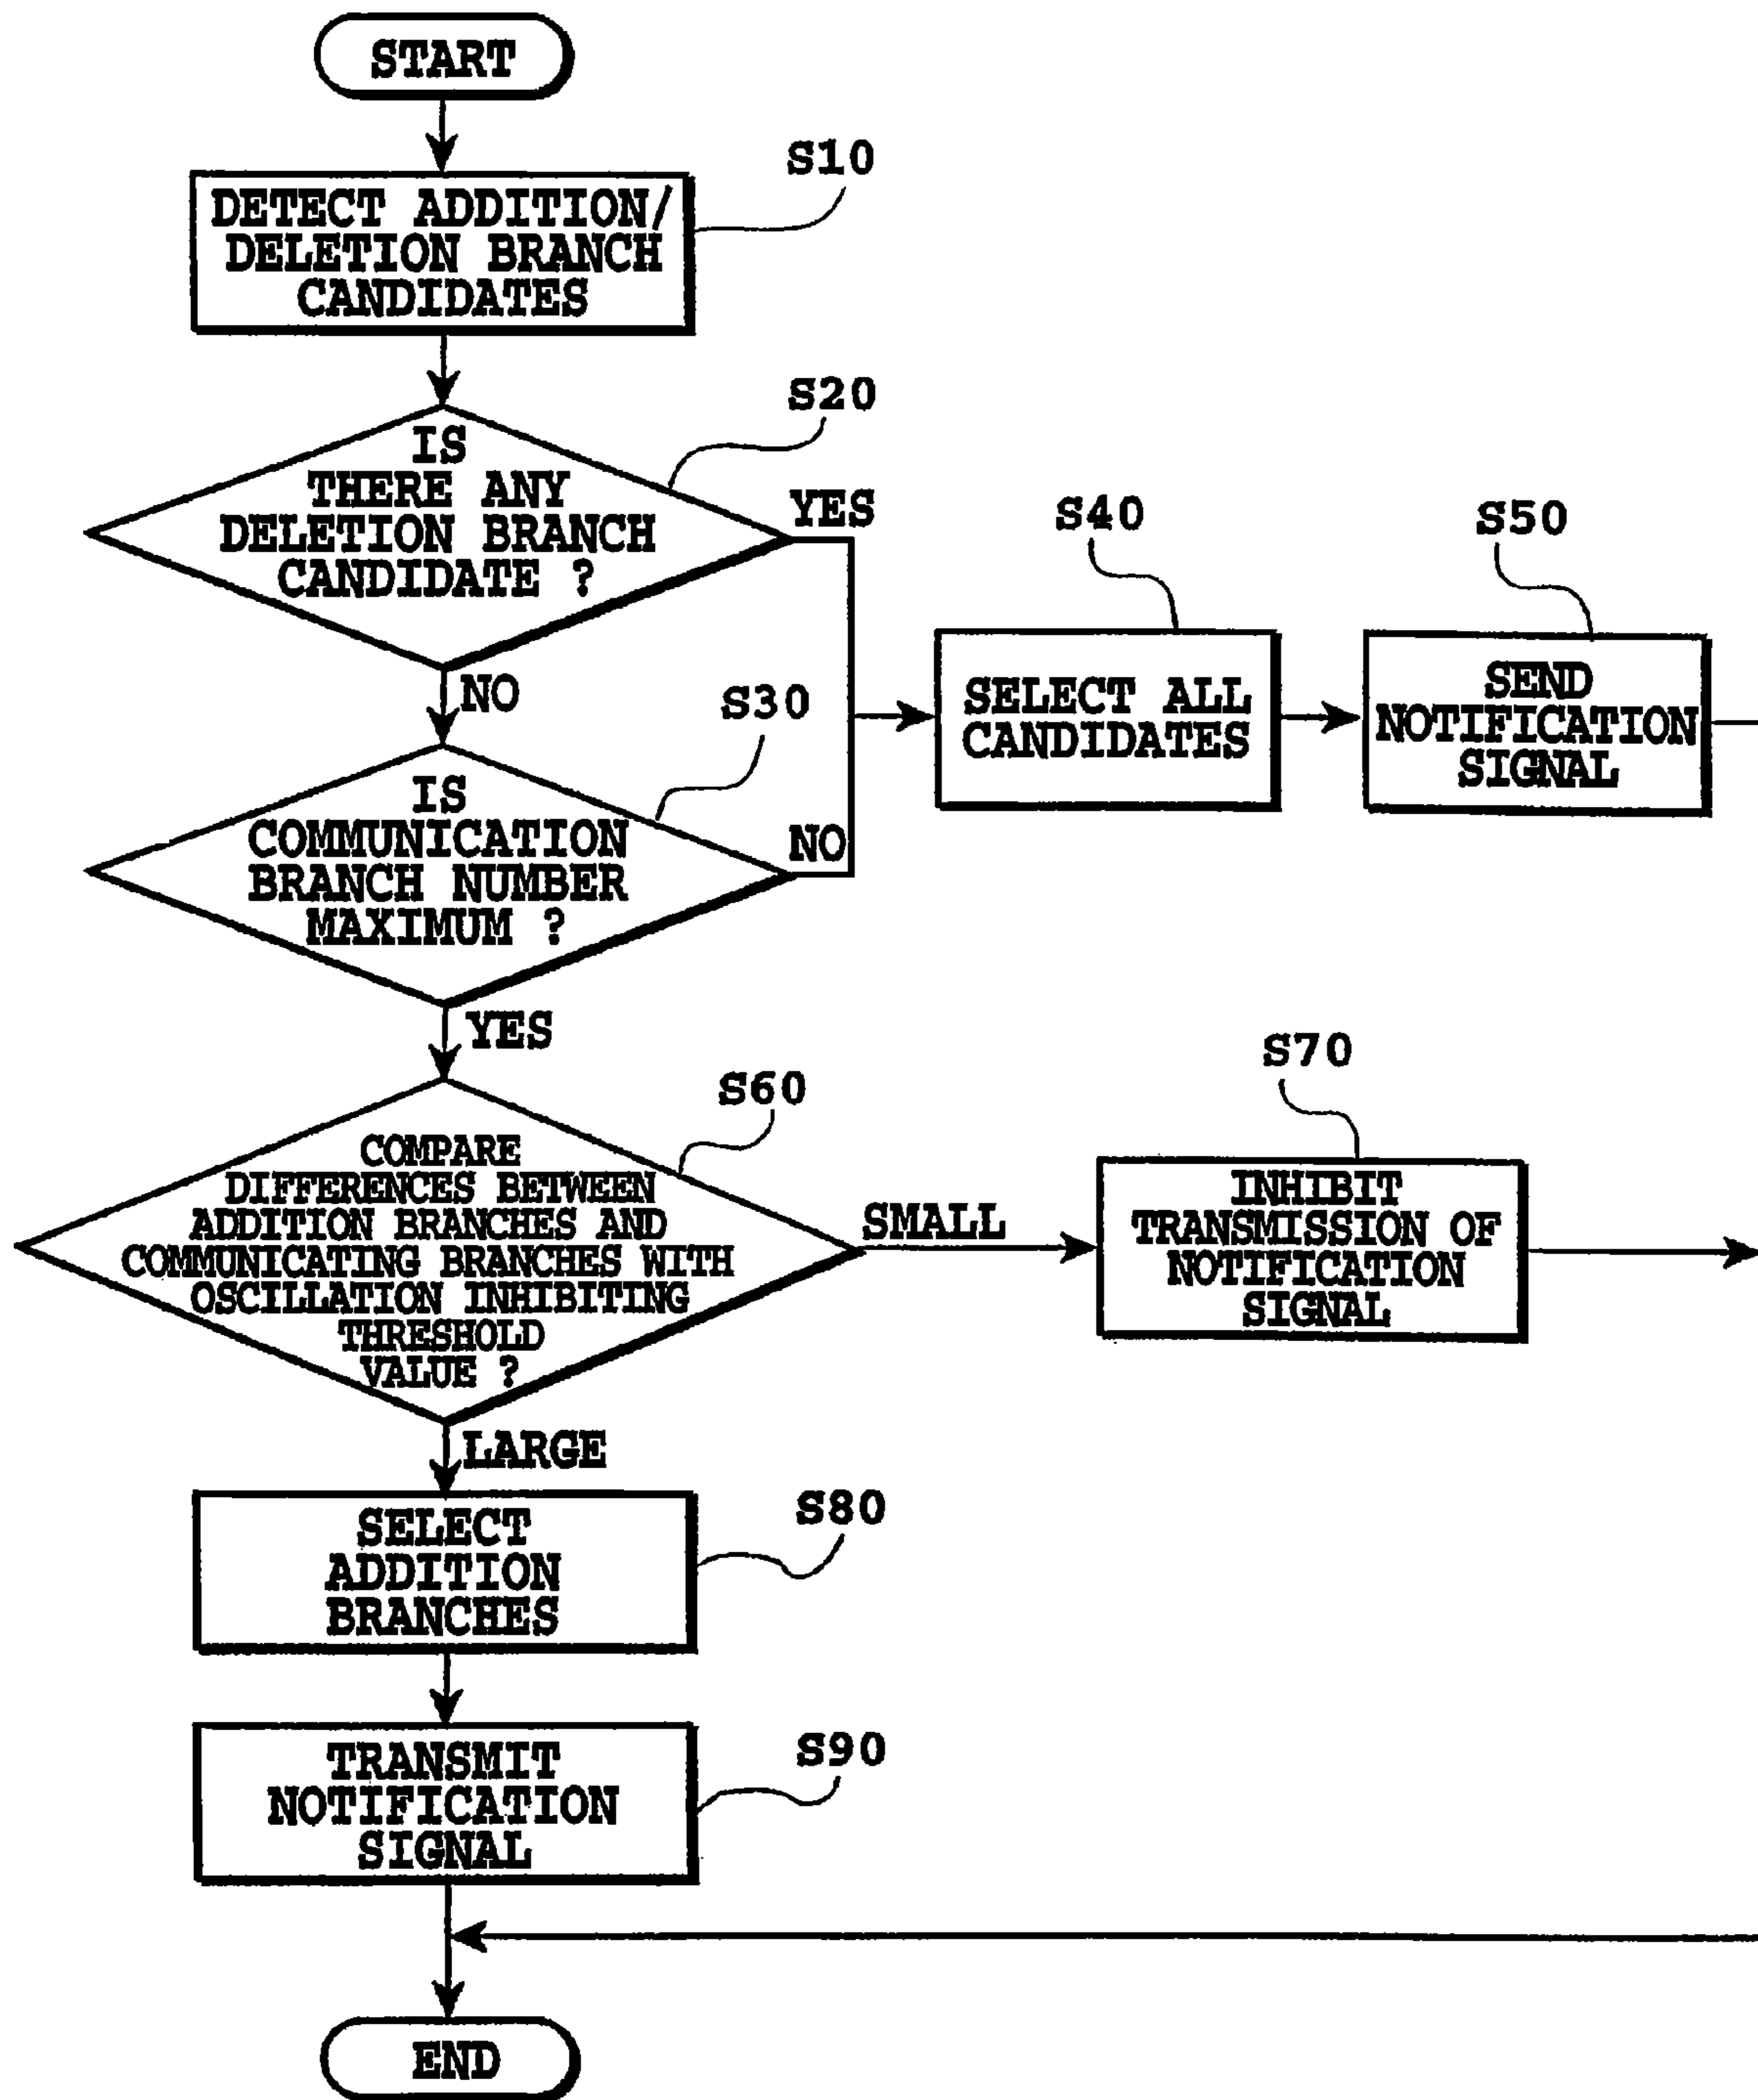 START
S10
DETECT ADDITION/
DELETION BRANCH
CANDIDATES
S20
IS
THERE ANY
DELETION BRANCH
CANDIDATE ?
YES
NO
S40
SELECT ALL
CANDIDATES
S50
SEND
NOTIFICATION
SIGNAL
S30
IS
COMMUNICATION
BRANCH NUMBER
MAXIMUM ?
NO
YES
S60
COMPARE
DIFFERENCES BETWEEN
ADDITION BRANCHES AND
COMMUNICATING BRANCHES WITH
OSCILLATION INHIBITING
THRESHOLD
VALUE ?
SMALL
S70
INHIBIT
TRANSMISSION OF
NOTIFICATION
SIGNAL
LARGE
S80
SELECT
ADDITION
BRANCHES
S90
TRANSMIT
NOTIFICATION
SIGNAL
END